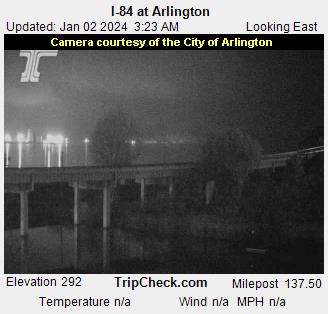 I-84 at Arlington
Updated: Jan 02 2024 3:23 AM Looking East
Camera courtesy of the City of Arlington
Elevation 292 TripCheck.com Milepost 137.50
Temperature n/a Wind n/a MPH n/a